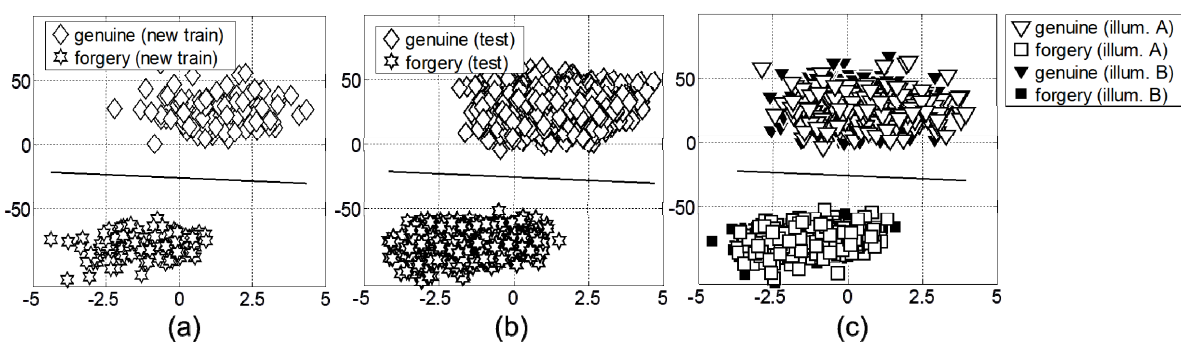 genuine (new train)
forgery (new train)
50
0
-50
-5
-2.5
0
2.5
5
(a)
genuine (test)
forgery (test)
50
0
-50
-5
-2.5
0
2.5
5
(b)
50
0
-50
-5
-2.5
0
2.5
5
(c)
genuine (illum. A)
forgery (illum. A)
genuine (illum. B)
forgery (illum. B)